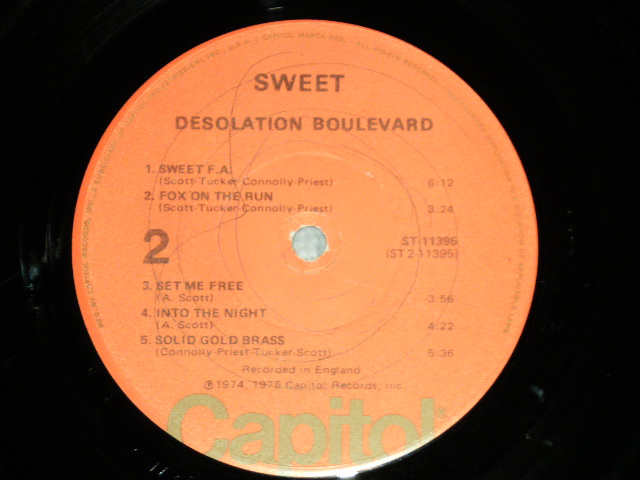 SWEET
DESOLATION BOULEVARD
1. SWEET F.A.
(Scott-Tucker-Connolly-Priest) 6:12
2. FOX ON THE RUN
(Scott-Tucker-Connolly-Priest) 3:24
2
ST-11395
(ST 2-11395)
3. SET ME FREE
(A. Scott) 3:56
4. INTO THE NIGHT
(A. Scott) 4:22
5. SOLID GOLD BRASS
(Connolly-Priest-Tucker-Scott) 5:36
Recorded in England
℗1974, 1975 Capitol Records, Inc.
Capitol